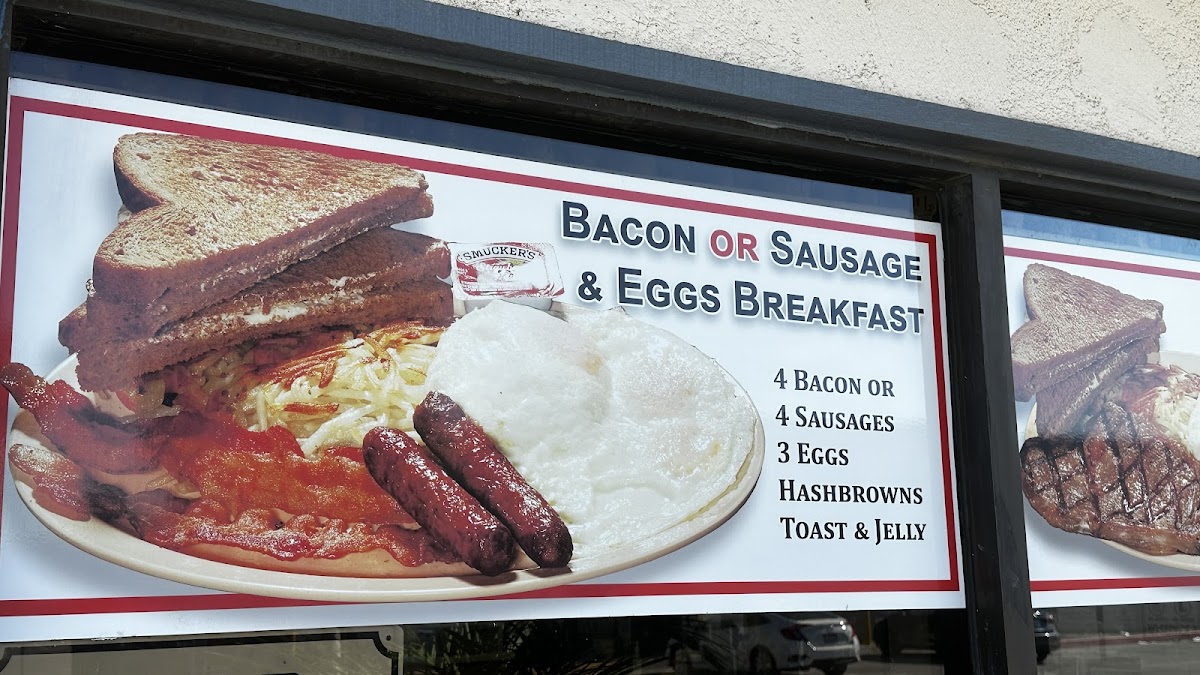 SMUCKER'S
BACON OR SAUSAGE
& EGGS BREAKFAST
4 BACON OR
4 SAUSAGES
3 EGGS
HASHBROWNS
TOAST & JELLY